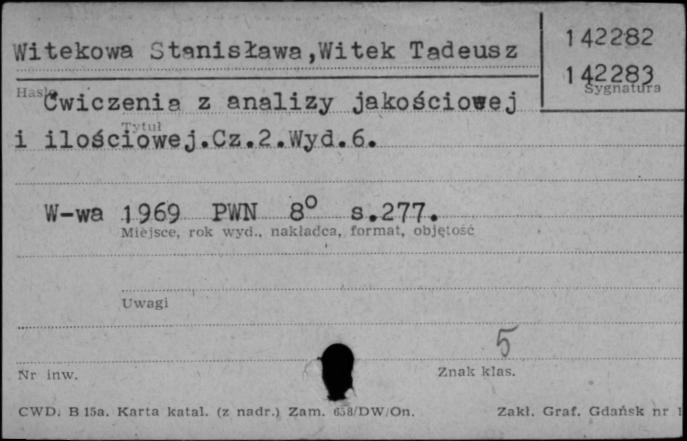 142282
Witekowa Stanisława,Witek Tadeusz
142283
Sygnatura
Hasło
Ćwiczenia z analizy jakościowej
Tytuł
i ilościowej.Cz.2.Wyd.6.
W-wa 1969 PWN 8° s.277.
Miejsce, rok wyd., nakładca, format, objętość
Uwagi
5
Nr inw.
Znak klas.
CWD. B 15a. Karta katal. (z nadr.) Zam. 658/DW/On.
Zakł. Graf. Gdańsk nr 1